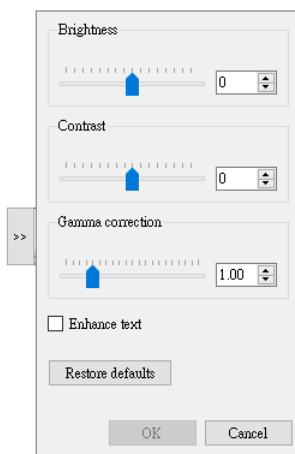 Brightness
0
Contrast
0
Gamma correction
>>
1.00
Enhance text
Restore defaults
OK Cancel